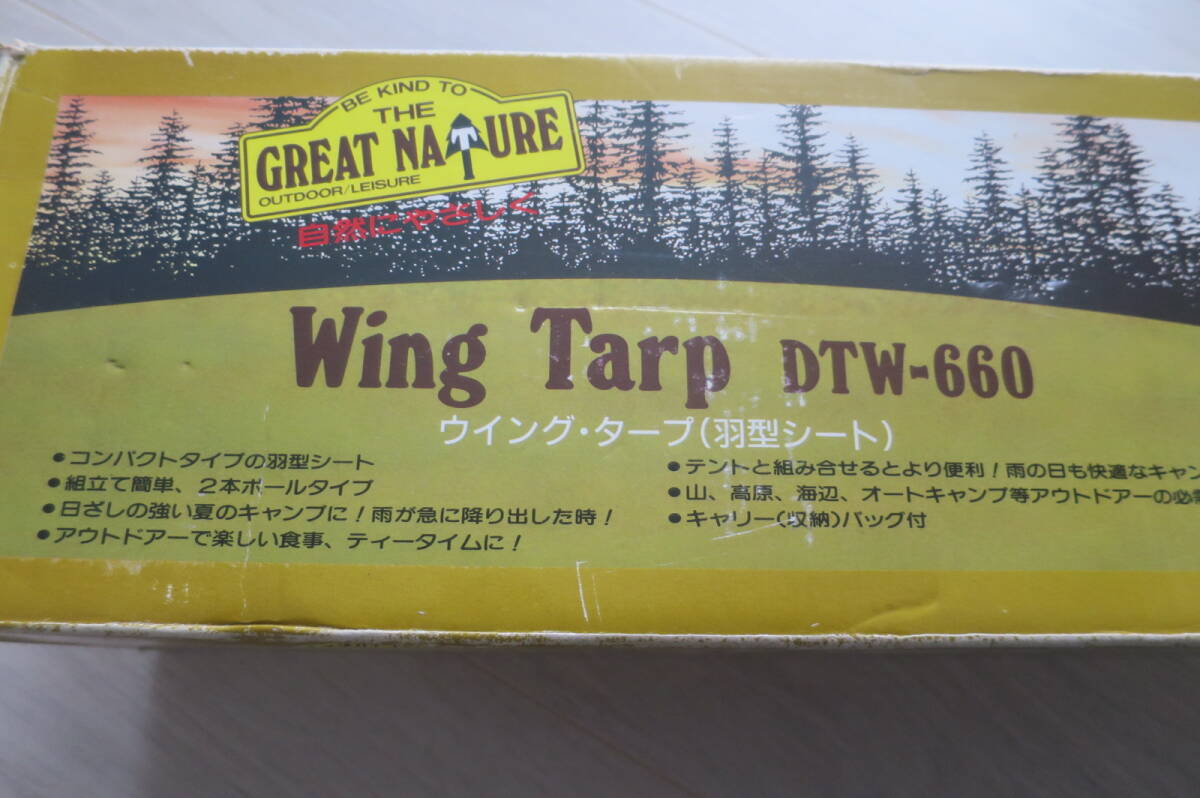 BE KIND TO
THE
GREAT NATURE
OUTDOOR/LEISURE
自然にやさしく
Wing Tarp DTW-660
ウイング・タープ(羽型シート)
●コンパクトタイプの羽型シート
●組立て簡単、2本ポールタイプ
●日ざしの強い夏のキャンプに！雨が急に降り出した時！
●アウトドアーで楽しい食事、ティータイムに！
●テントと組み合せるとより便利！雨の日も快適なキャン
●山、高原、海辺、オートキャンプ等アウトドアーの必
●キャリー(収納)バッグ付